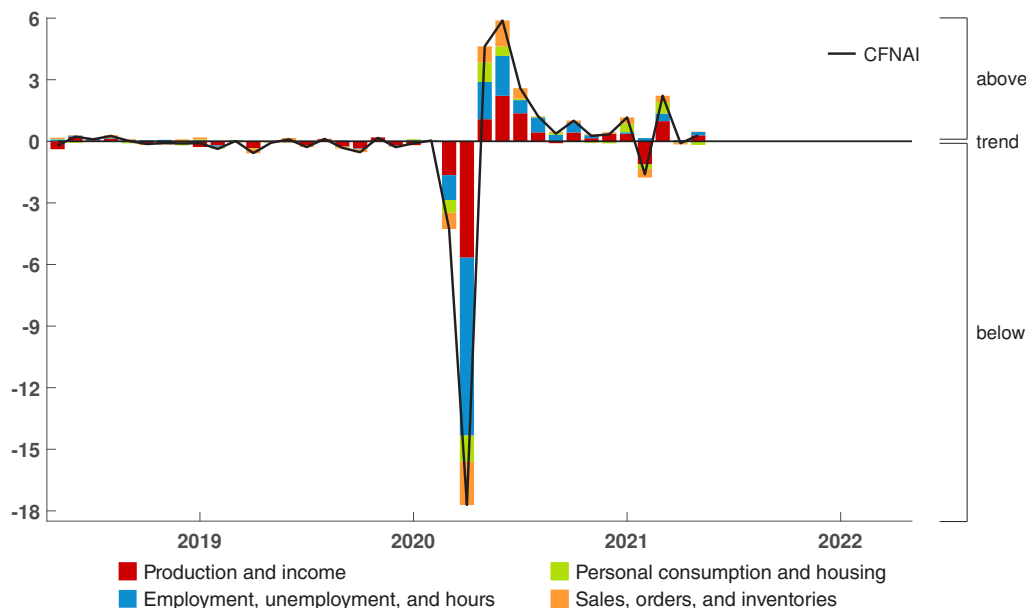 6
3
0
-3
-6
-9
-12
-15
-18
CFNAI
above
trend
below
2019
2020
2021
2022
Production and income
Personal consumption and housing
Employment, unemployment, and hours
Sales, orders, and inventories